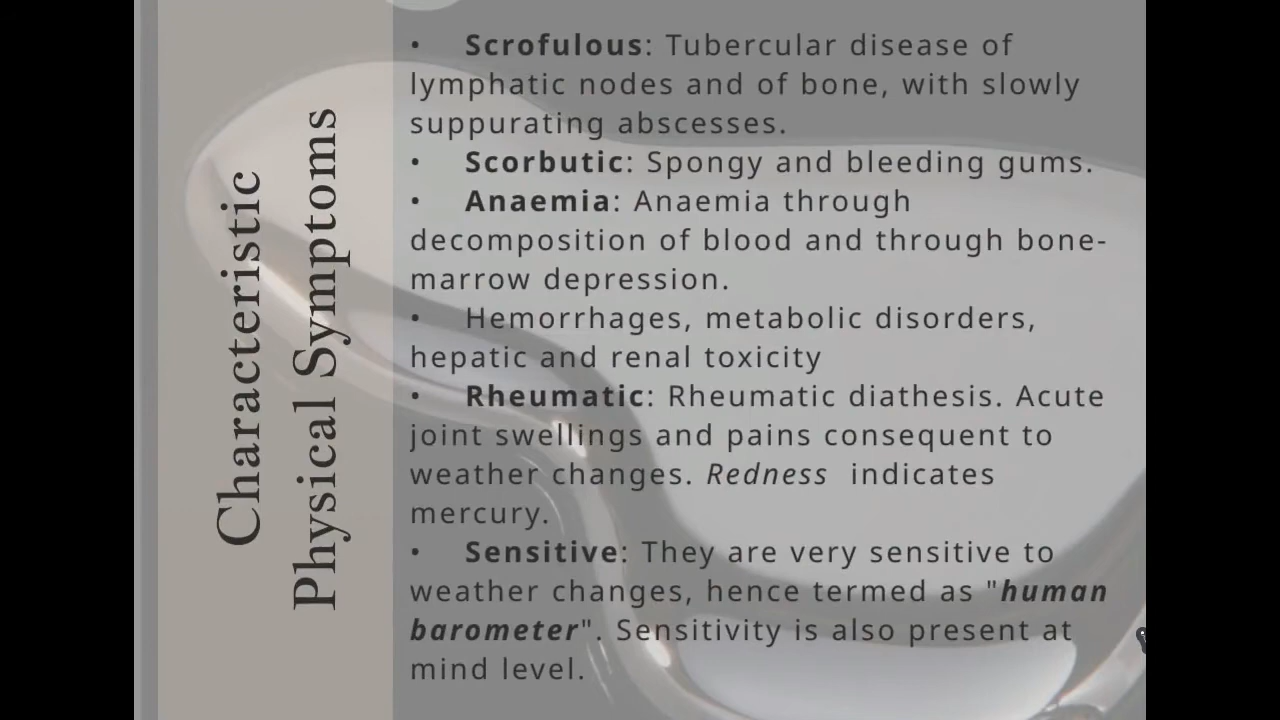 Characteristic
Physical Symptoms
• Scrofulous: Tubercular disease of
lymphatic nodes and of bone, with slowly
suppurating abscesses.
• Scorbutic: Spongy and bleeding gums.
• Anaemia: Anaemia through
decomposition of blood and through bone-
marrow depression.
• Hemorrhages, metabolic disorders,
hepatic and renal toxicity
• Rheumatic: Rheumatic diathesis. Acute
joint swellings and pains consequent to
weather changes. Redness indicates
mercury.
• Sensitive: They are very sensitive to
weather changes, hence termed as "human
barometer". Sensitivity is also present at
mind level.